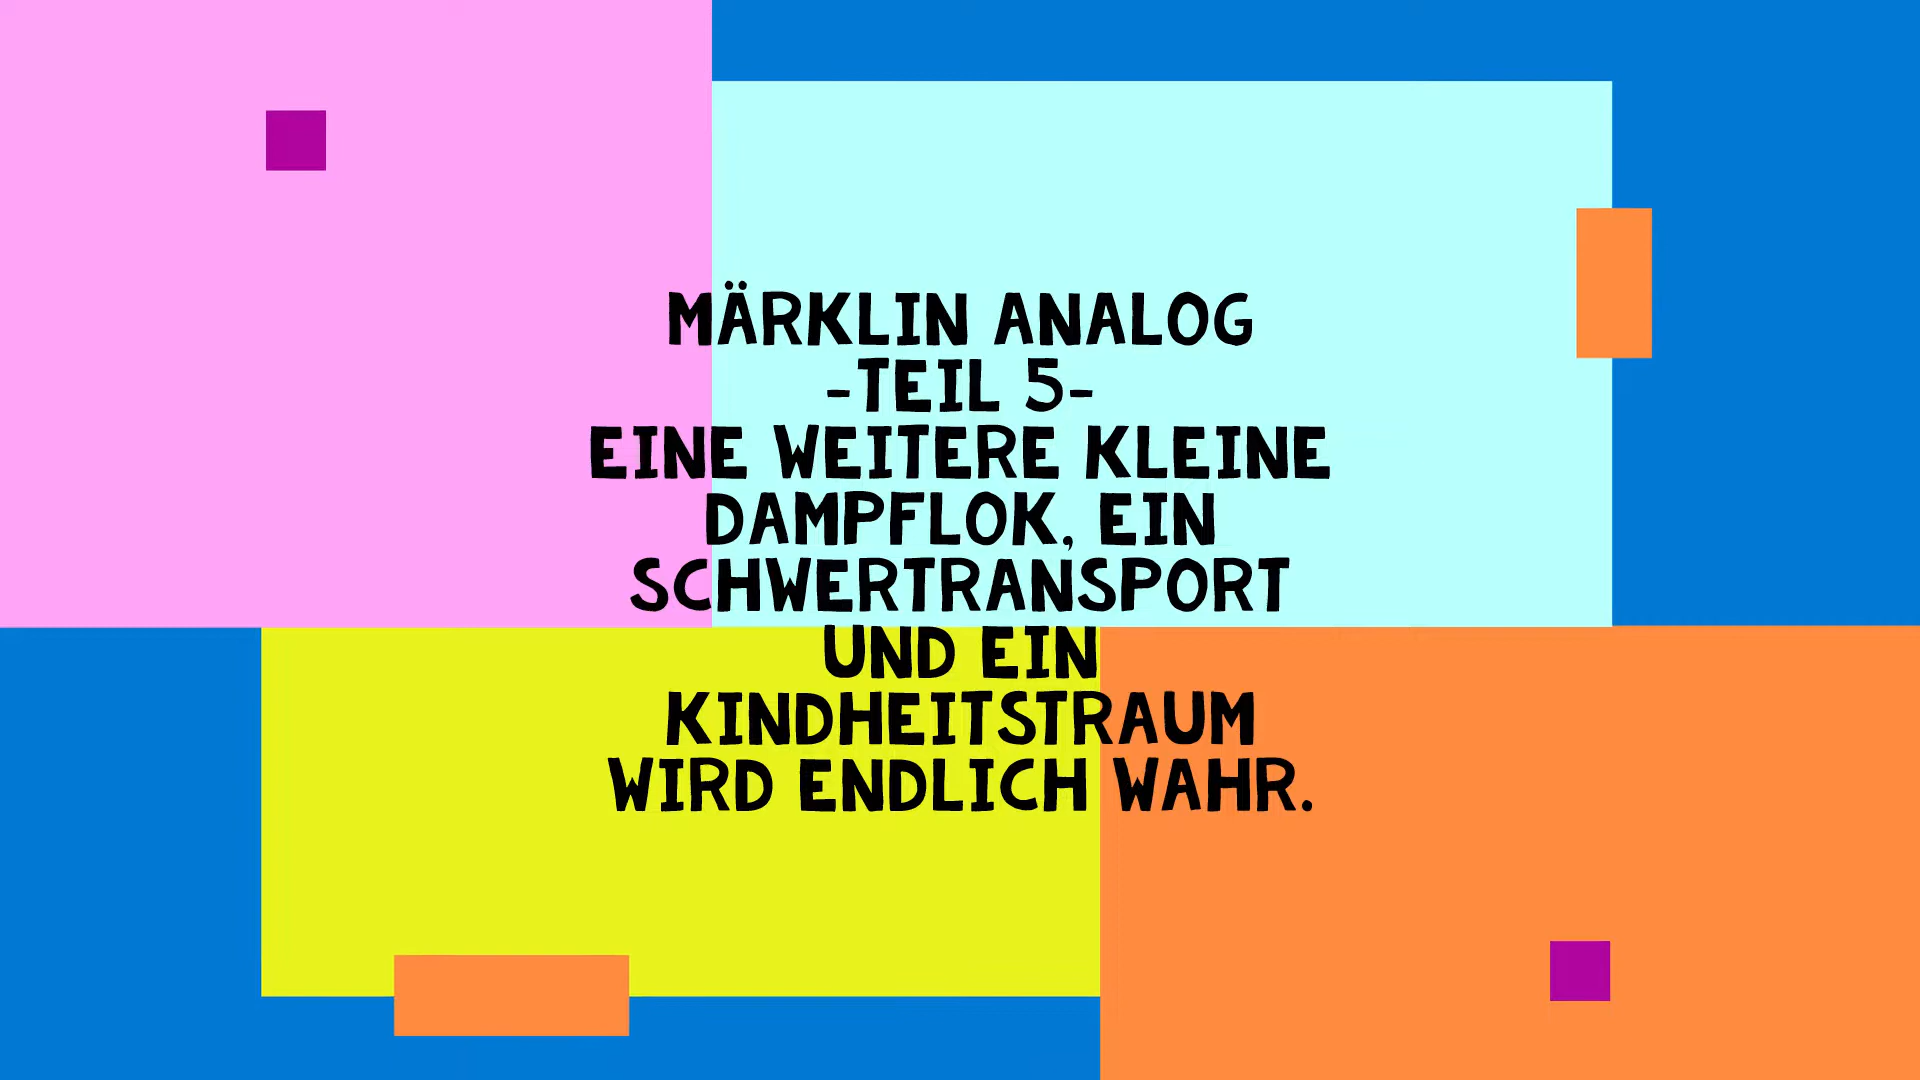 MÄRKLIN ANALOG
-TEIL 5-
EINE WEITERE KLEINE
DAMPFLOK, EIN
SCHWERTRANSPORT
UND EIN
KINDHEITSTRAUM
WIRD ENDLICH WAHR.